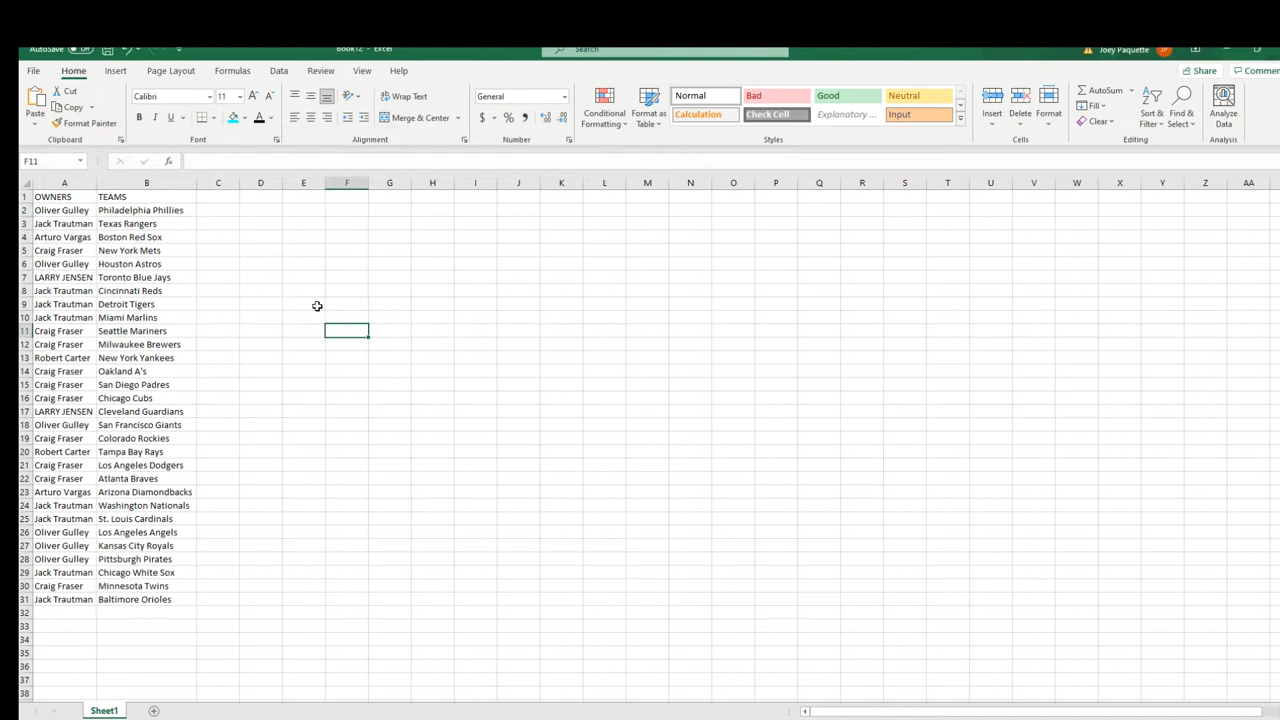 AutoSave Off Book12 - Excel Search Joey Paquette JP
File Home Insert Page Layout Formulas Data Review View Help Share Comme
Paste Cut Copy Format Painter Calibri 11 B I U A Wrap Text Merge & Center General $ % Conditional Formatting Format as Table Normal Bad Good Neutral Calculation Check Cell Explanatory ... Input Insert Delete Format AutoSum Fill Clear Sort & Filter Find & Select Analyze Data
Clipboard Font Alignment Number Styles Cells Editing Analysis
F11 fx
A B C D E F G H I J K L M N O P Q R S T U V W X Y Z AA
1 OWNERS TEAMS
2 Oliver Gulley Philadelphia Phillies
3 Jack Trautman Texas Rangers
4 Arturo Vargas Boston Red Sox
5 Craig Fraser New York Mets
6 Oliver Gulley Houston Astros
7 LARRY JENSEN Toronto Blue Jays
8 Jack Trautman Cincinnati Reds
9 Jack Trautman Detroit Tigers
10 Jack Trautman Miami Marlins
11 Craig Fraser Seattle Mariners
12 Craig Fraser Milwaukee Brewers
13 Robert Carter New York Yankees
14 Craig Fraser Oakland A's
15 Craig Fraser San Diego Padres
16 Craig Fraser Chicago Cubs
17 LARRY JENSEN Cleveland Guardians
18 Oliver Gulley San Francisco Giants
19 Craig Fraser Colorado Rockies
20 Robert Carter Tampa Bay Rays
21 Craig Fraser Los Angeles Dodgers
22 Craig Fraser Atlanta Braves
23 Arturo Vargas Arizona Diamondbacks
24 Jack Trautman Washington Nationals
25 Jack Trautman St. Louis Cardinals
26 Oliver Gulley Los Angeles Angels
27 Oliver Gulley Kansas City Royals
28 Oliver Gulley Pittsburgh Pirates
29 Jack Trautman Chicago White Sox
30 Craig Fraser Minnesota Twins
31 Jack Trautman Baltimore Orioles
32
33
34
35
36
37
38
Sheet1